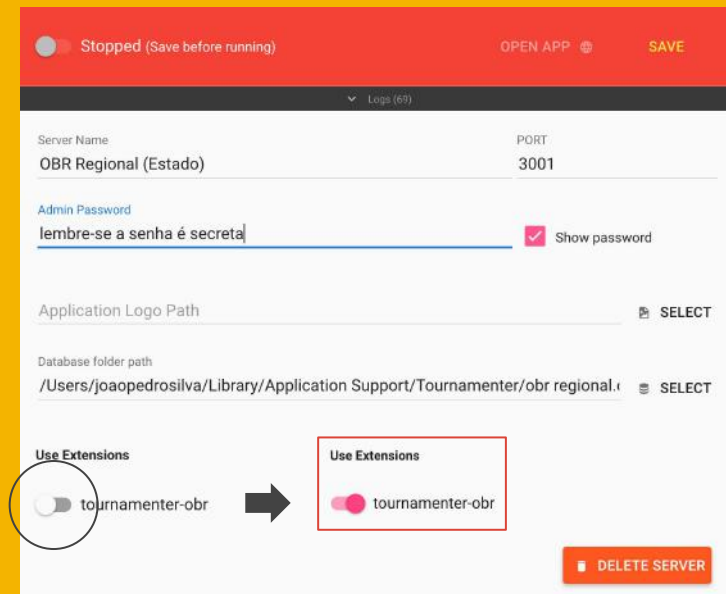 Stopped (Save before running) OPEN APP SAVE
Logs (69)
Server Name PORT
OBR Regional (Estado) 3001
Admin Password
lembre-se a senha é secreta Show password
Application Logo Path SELECT
Database folder path
/Users/joaopedrosilva/Library/Application Support/Tournamenter/obr regional. SELECT
Use Extensions Use Extensions
tournamenter-obr tournamenter-obr
DELETE SERVER